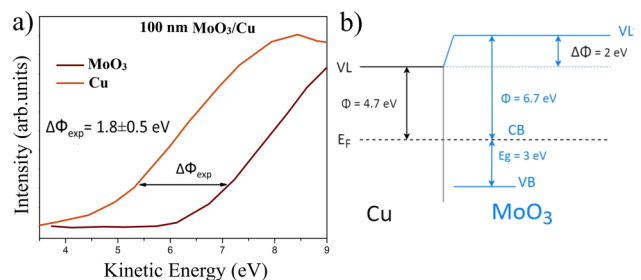 a)
100 nm MoO₃/Cu
MoO₃
Cu
ΔΦexp= 1.8±0.5 eV
ΔΦexp
Intensity (arb.units)
4 5 6 7 8 9
Kinetic Energy (eV)
b)
VL
VL
ΔΦ = 2 eV
Φ = 4.7 eV
Φ = 6.7 eV
EF
CB
Eg = 3 eV
VB
Cu
MoO₃